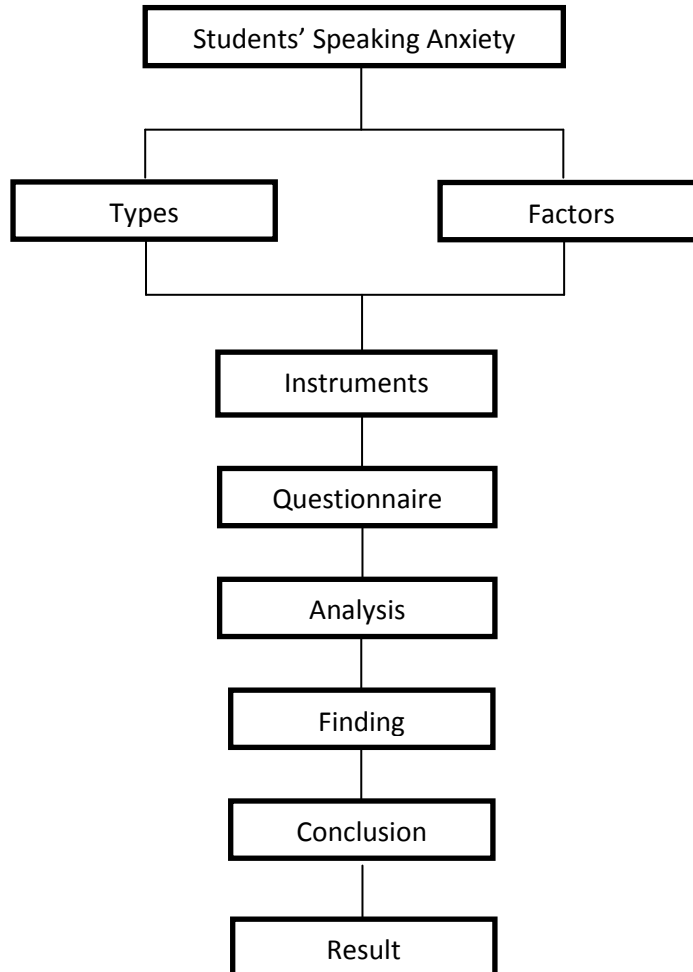 Students’ Speaking Anxiety
Types
Factors
Instruments
Questionnaire
Analysis
Finding
Conclusion
Result